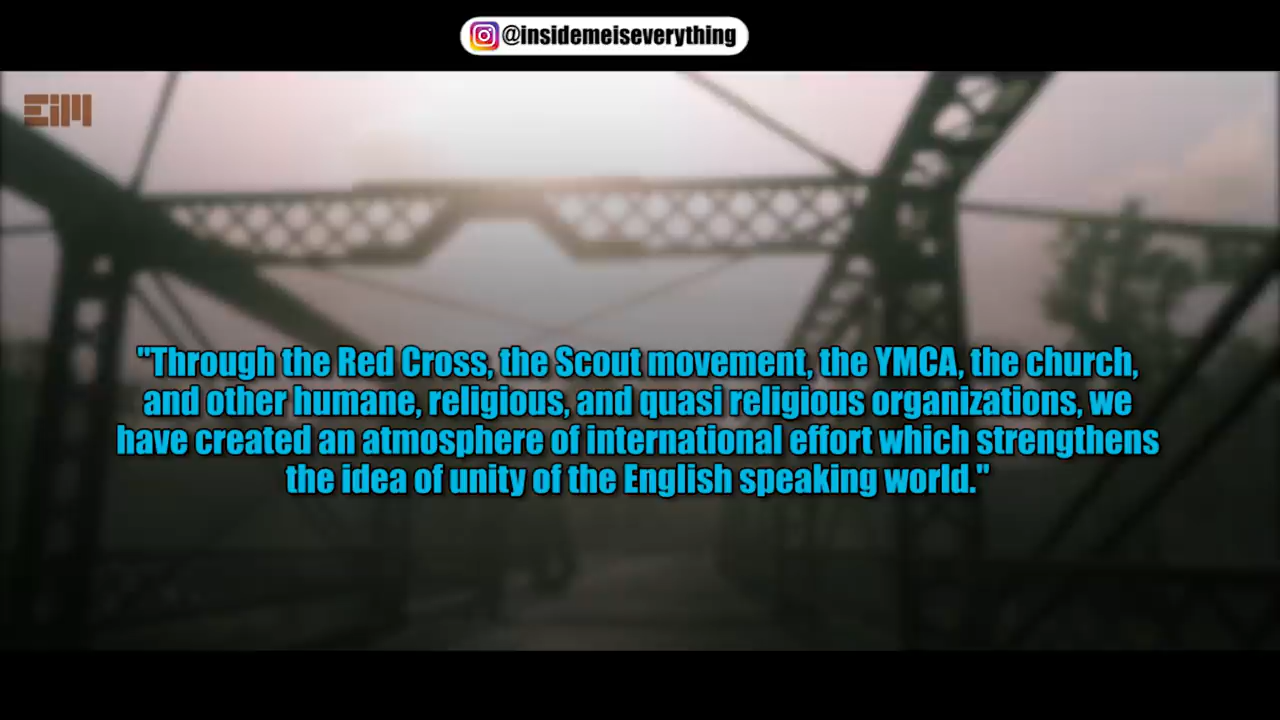 @insidemeiseverything
EiM
"Through the Red Cross, the Scout movement, the YMCA, the church,
and other humane, religious, and quasi religious organizations, we
have created an atmosphere of international effort which strengthens
the idea of unity of the English speaking world."